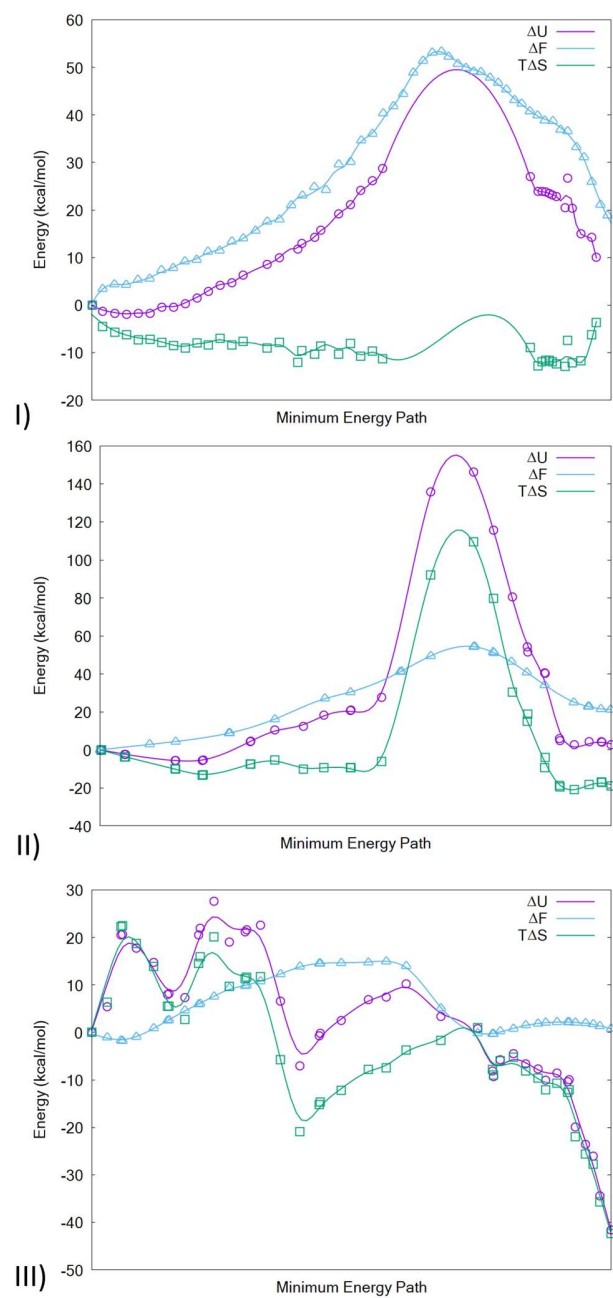 60
50
40
30
20
10
0
-10
-20
Energy (kcal/mol)
ΔU
ΔF
TΔS
Minimum Energy Path
I)
160
140
120
100
80
60
40
20
0
-20
-40
Energy (kcal/mol)
ΔU
ΔF
TΔS
Minimum Energy Path
II)
30
20
10
0
-10
-20
-30
-40
-50
Energy (kcal/mol)
ΔU
ΔF
TΔS
Minimum Energy Path
III)